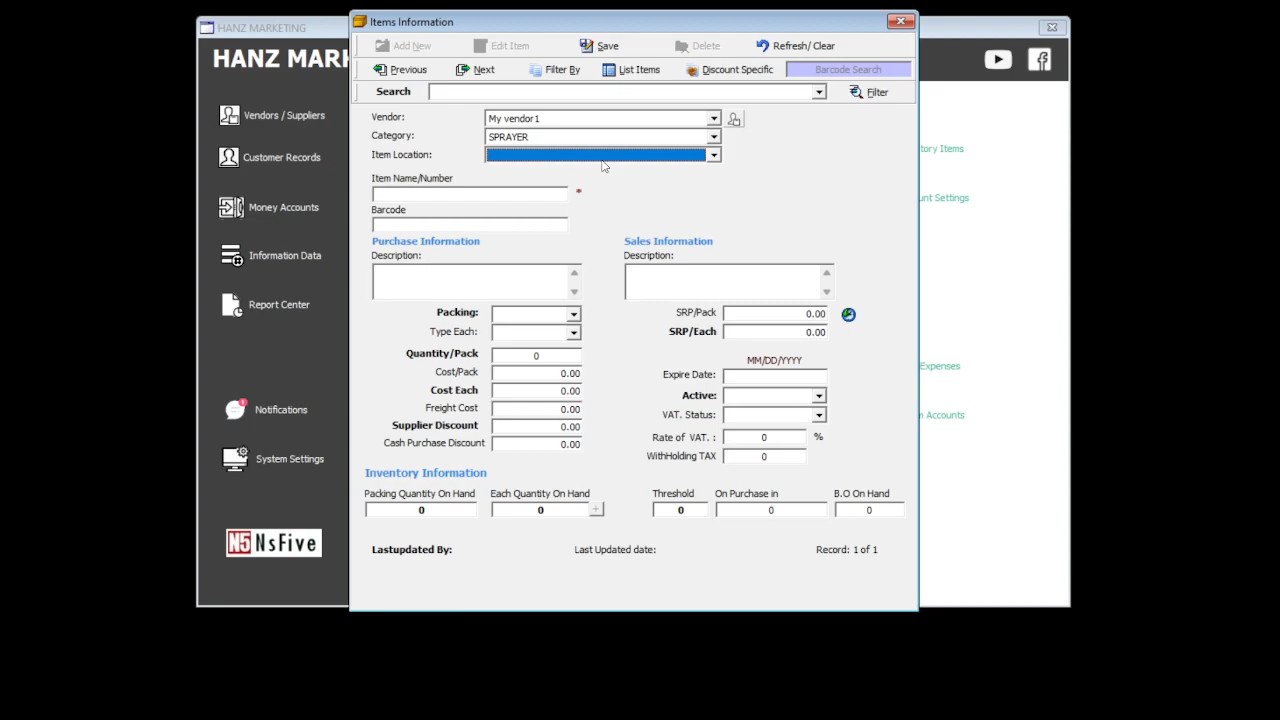 HANZ MARKETING
Items Information
HANZ MARK
Add New
Edit Item
Save
Delete
Refresh/ Clear
Previous
Next
Filter By
List Items
Discount Specific
Barcode Search
Search
Filter
Vendors / Suppliers
Customer Records
Money Accounts
Information Data
Report Center
Notifications
System Settings
N5 NsFive
Vendor:
My vendor1
Category:
SPRAYER
Item Location:
Item Name/Number
*
Barcode
Purchase Information
Sales Information
Description:
Description:
Packing:
SRP/Pack
0.00
Type Each:
SRP/Each
0.00
Quantity/Pack
0
MM/DD/YYYY
Cost/Pack
0.00
Expire Date:
Cost Each
0.00
Active:
Freight Cost
0.00
VAT. Status:
Supplier Discount
0.00
Rate of VAT. :
0
%
Cash Purchase Discount
0.00
WithHolding TAX
0
Inventory Information
Packing Quantity On Hand
Each Quantity On Hand
Threshold
On Purchase in
B.O On Hand
0
0
+
0
0
0
Lastupdated By:
Last Updated date:
Record: 1 of 1
tory Items
unt Settings
Expenses
Accounts